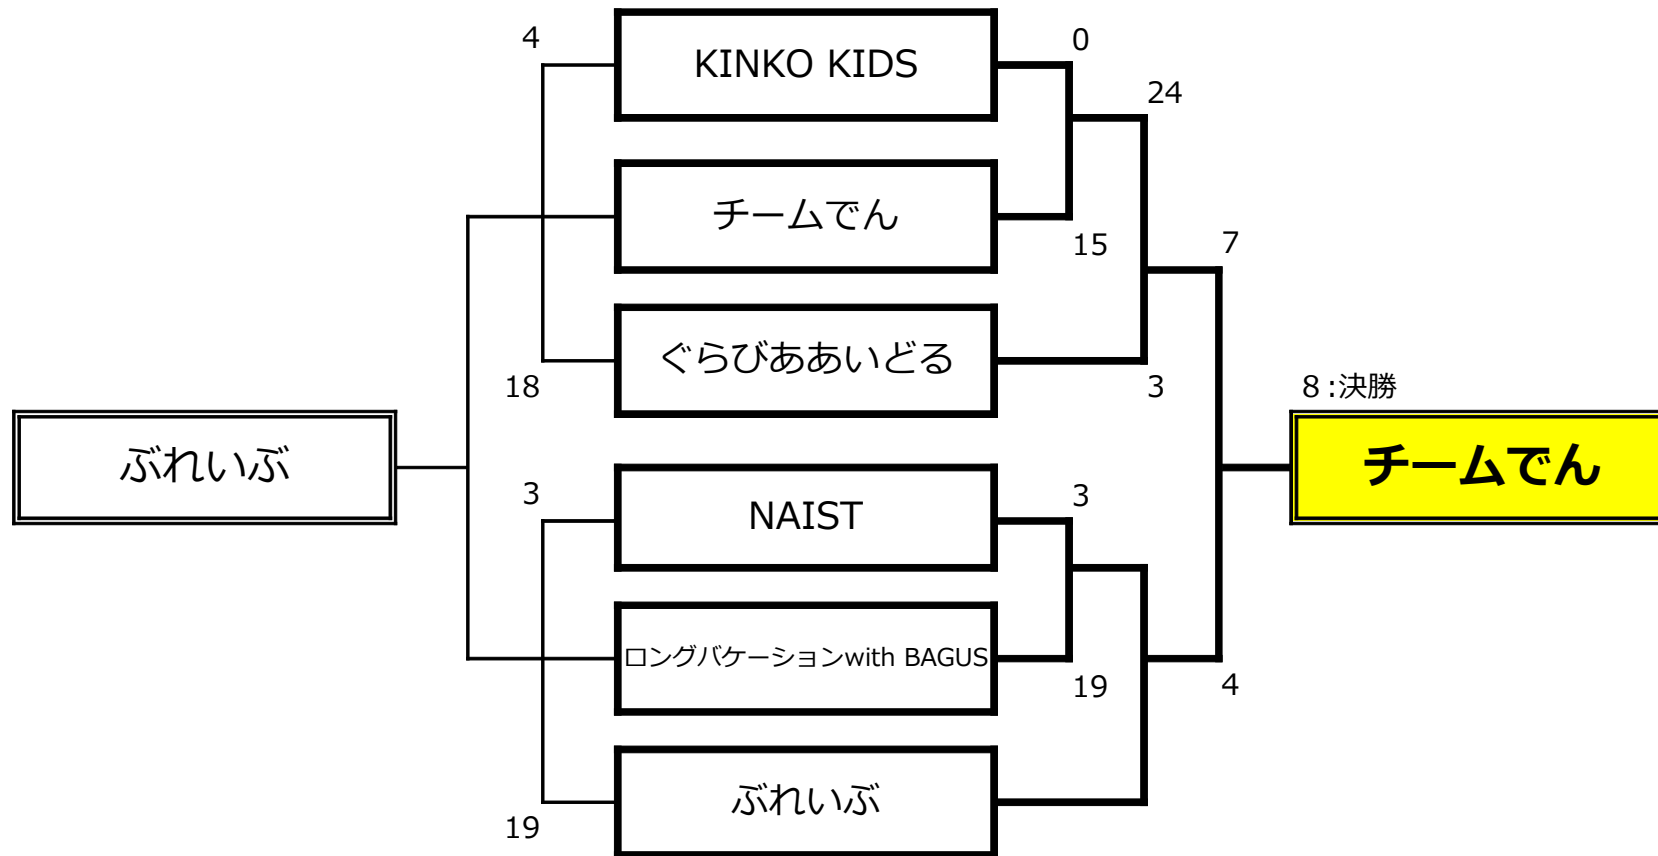 4
KINKO KIDS
0
24
チームでん
15
7
ぐらびああいどる
18
3
8:決勝
ぶれいぶ
チームでん
3
NAIST
3
ロングバケーションwith BAGUS
19
4
ぶれいぶ
19